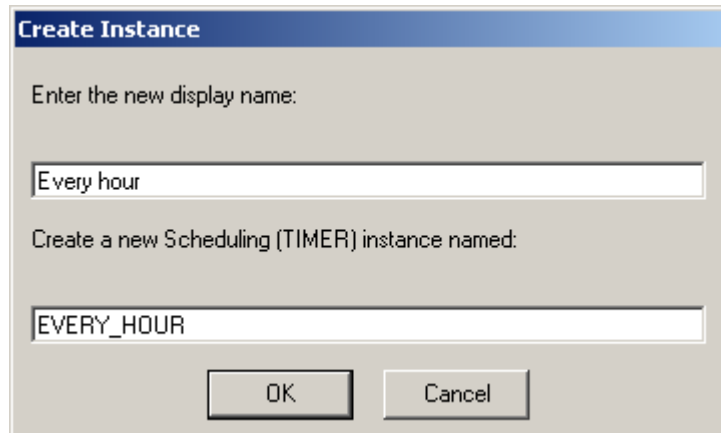 Create Instance
Enter the new display name:
Every hour
Create a new Scheduling (TIMER) instance named:
EVERY_HOUR
OK Cancel